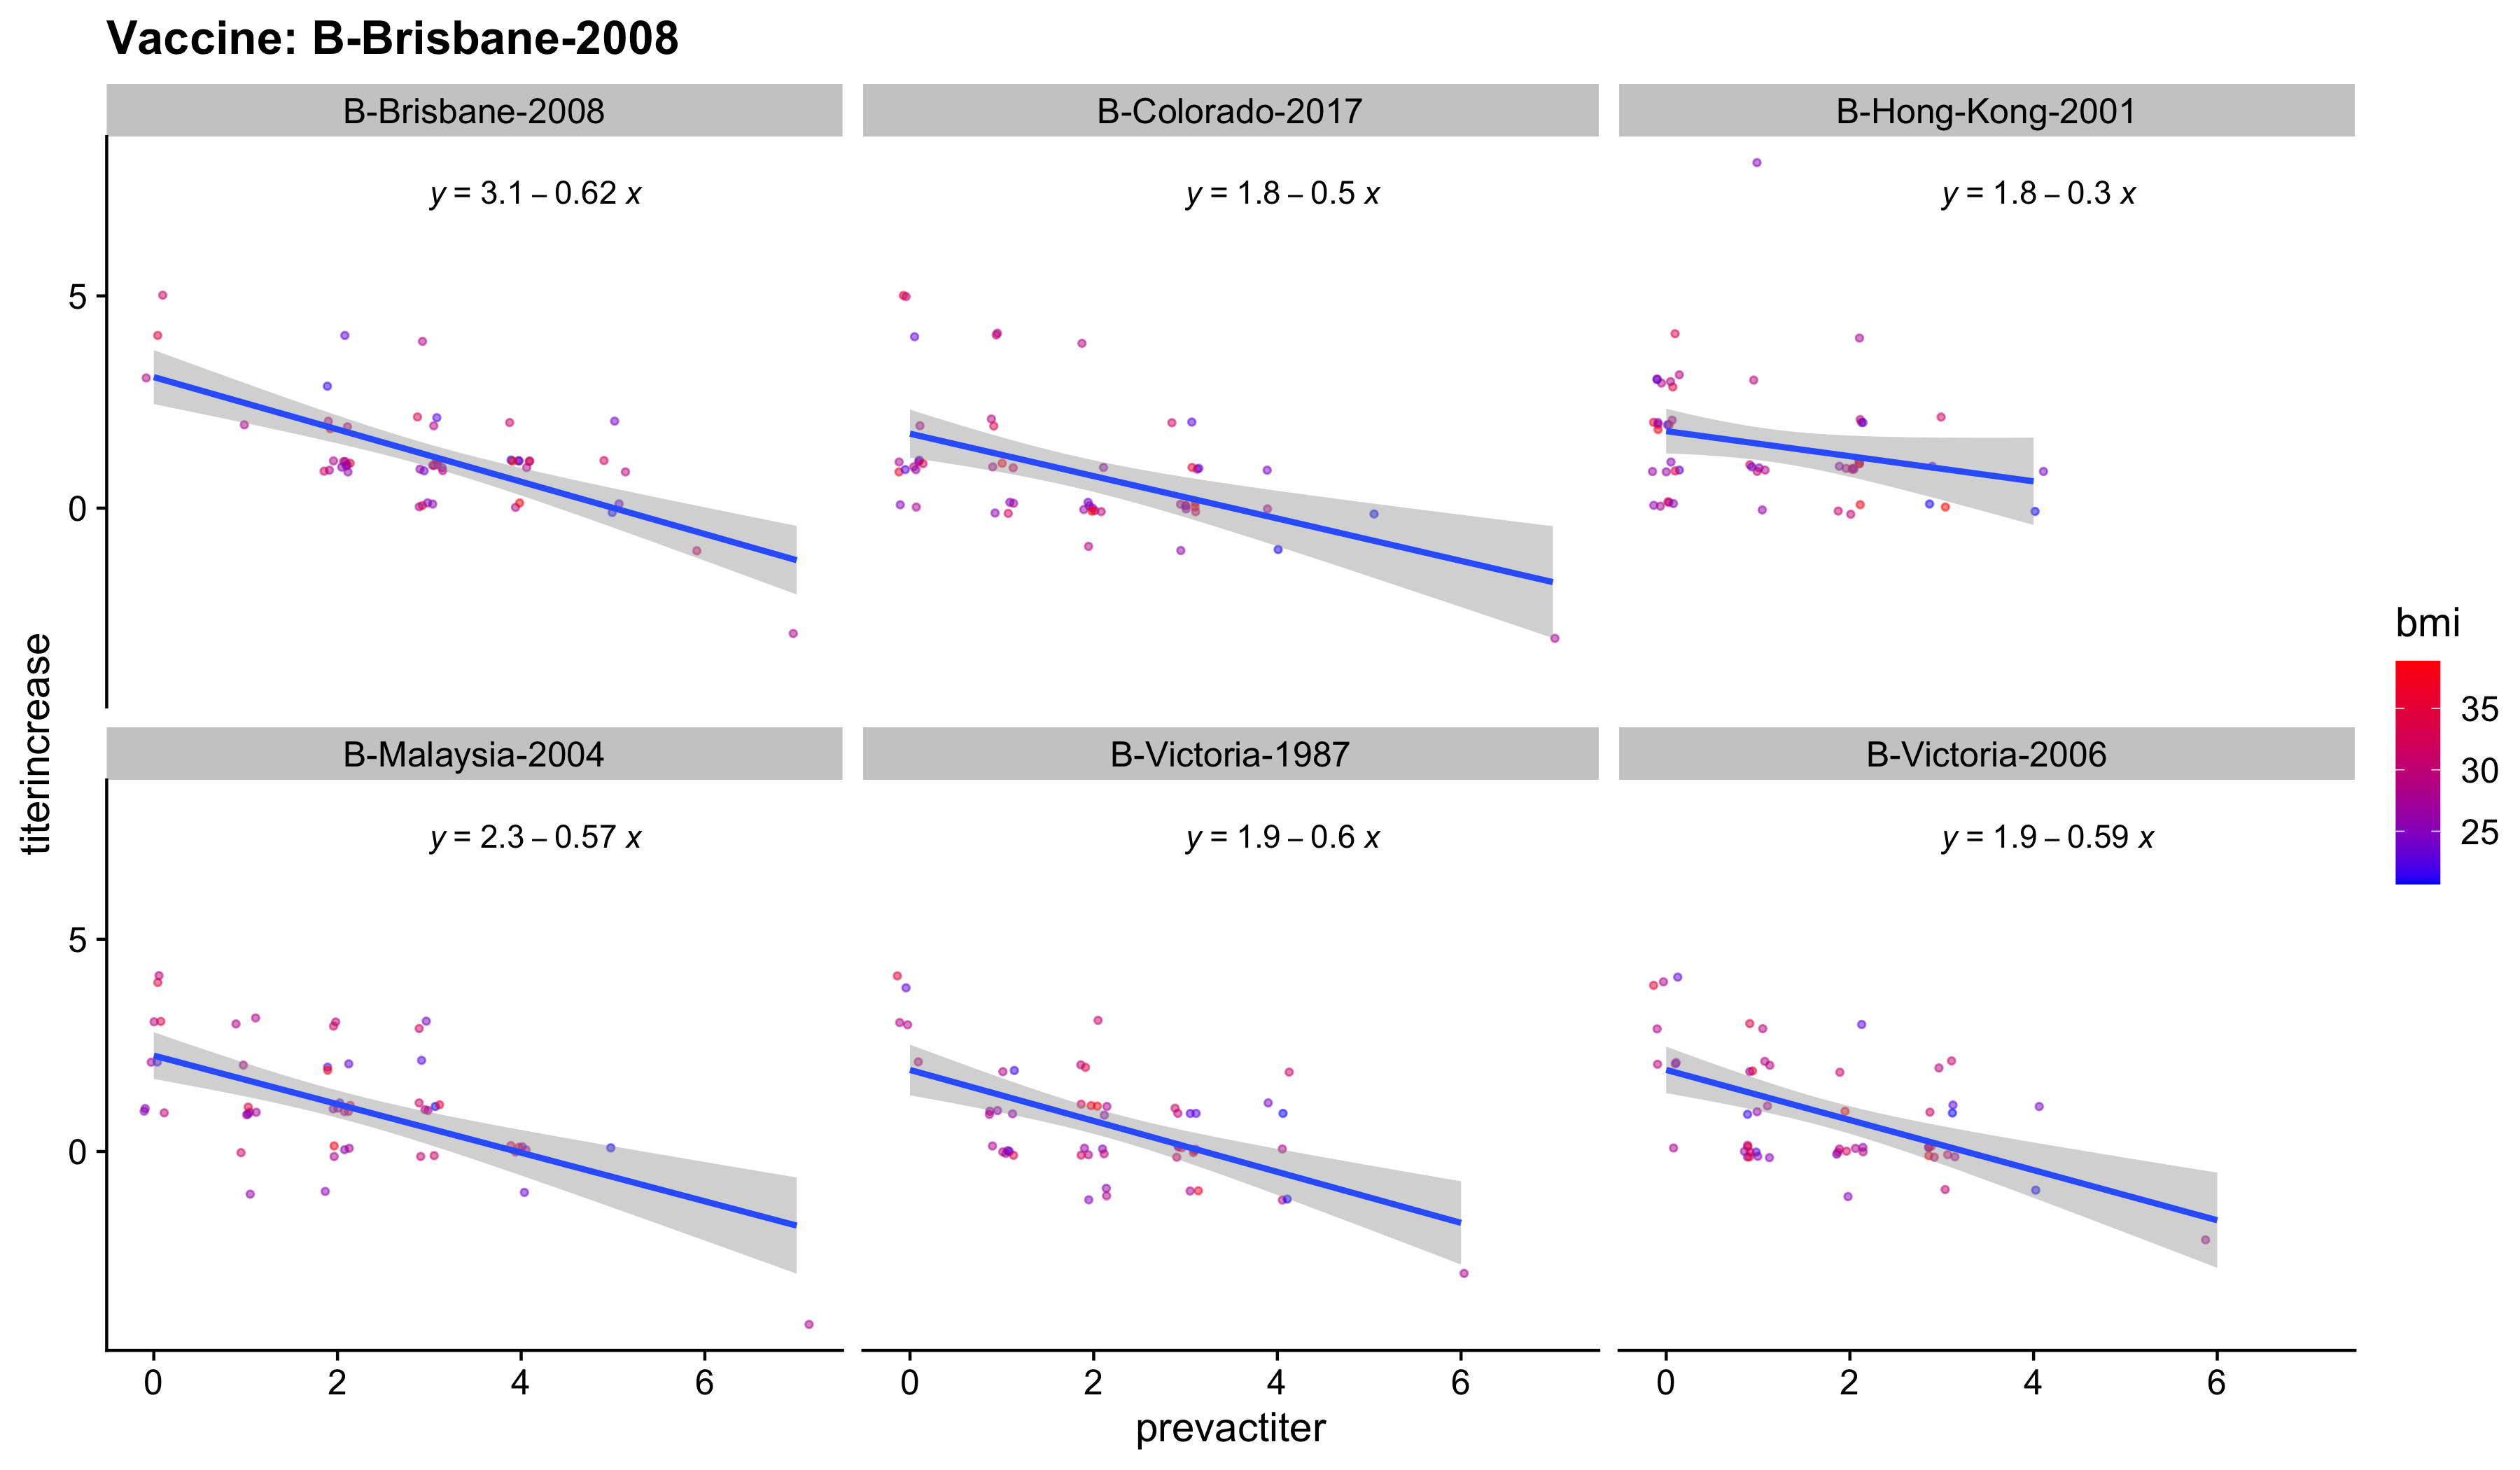 Vaccine: B-Brisbane-2008
B-Brisbane-2008
B-Colorado-2017
B-Hong-Kong-2001
y = 3.1 – 0.62 x
y = 1.8 – 0.5 x
y = 1.8 – 0.3 x
5
0
B-Malaysia-2004
B-Victoria-1987
B-Victoria-2006
y = 2.3 – 0.57 x
y = 1.9 – 0.6 x
y = 1.9 – 0.59 x
5
0
0 2 4 6
0 2 4 6
0 2 4 6
prevactiter
titerincrease
bmi
35
30
25